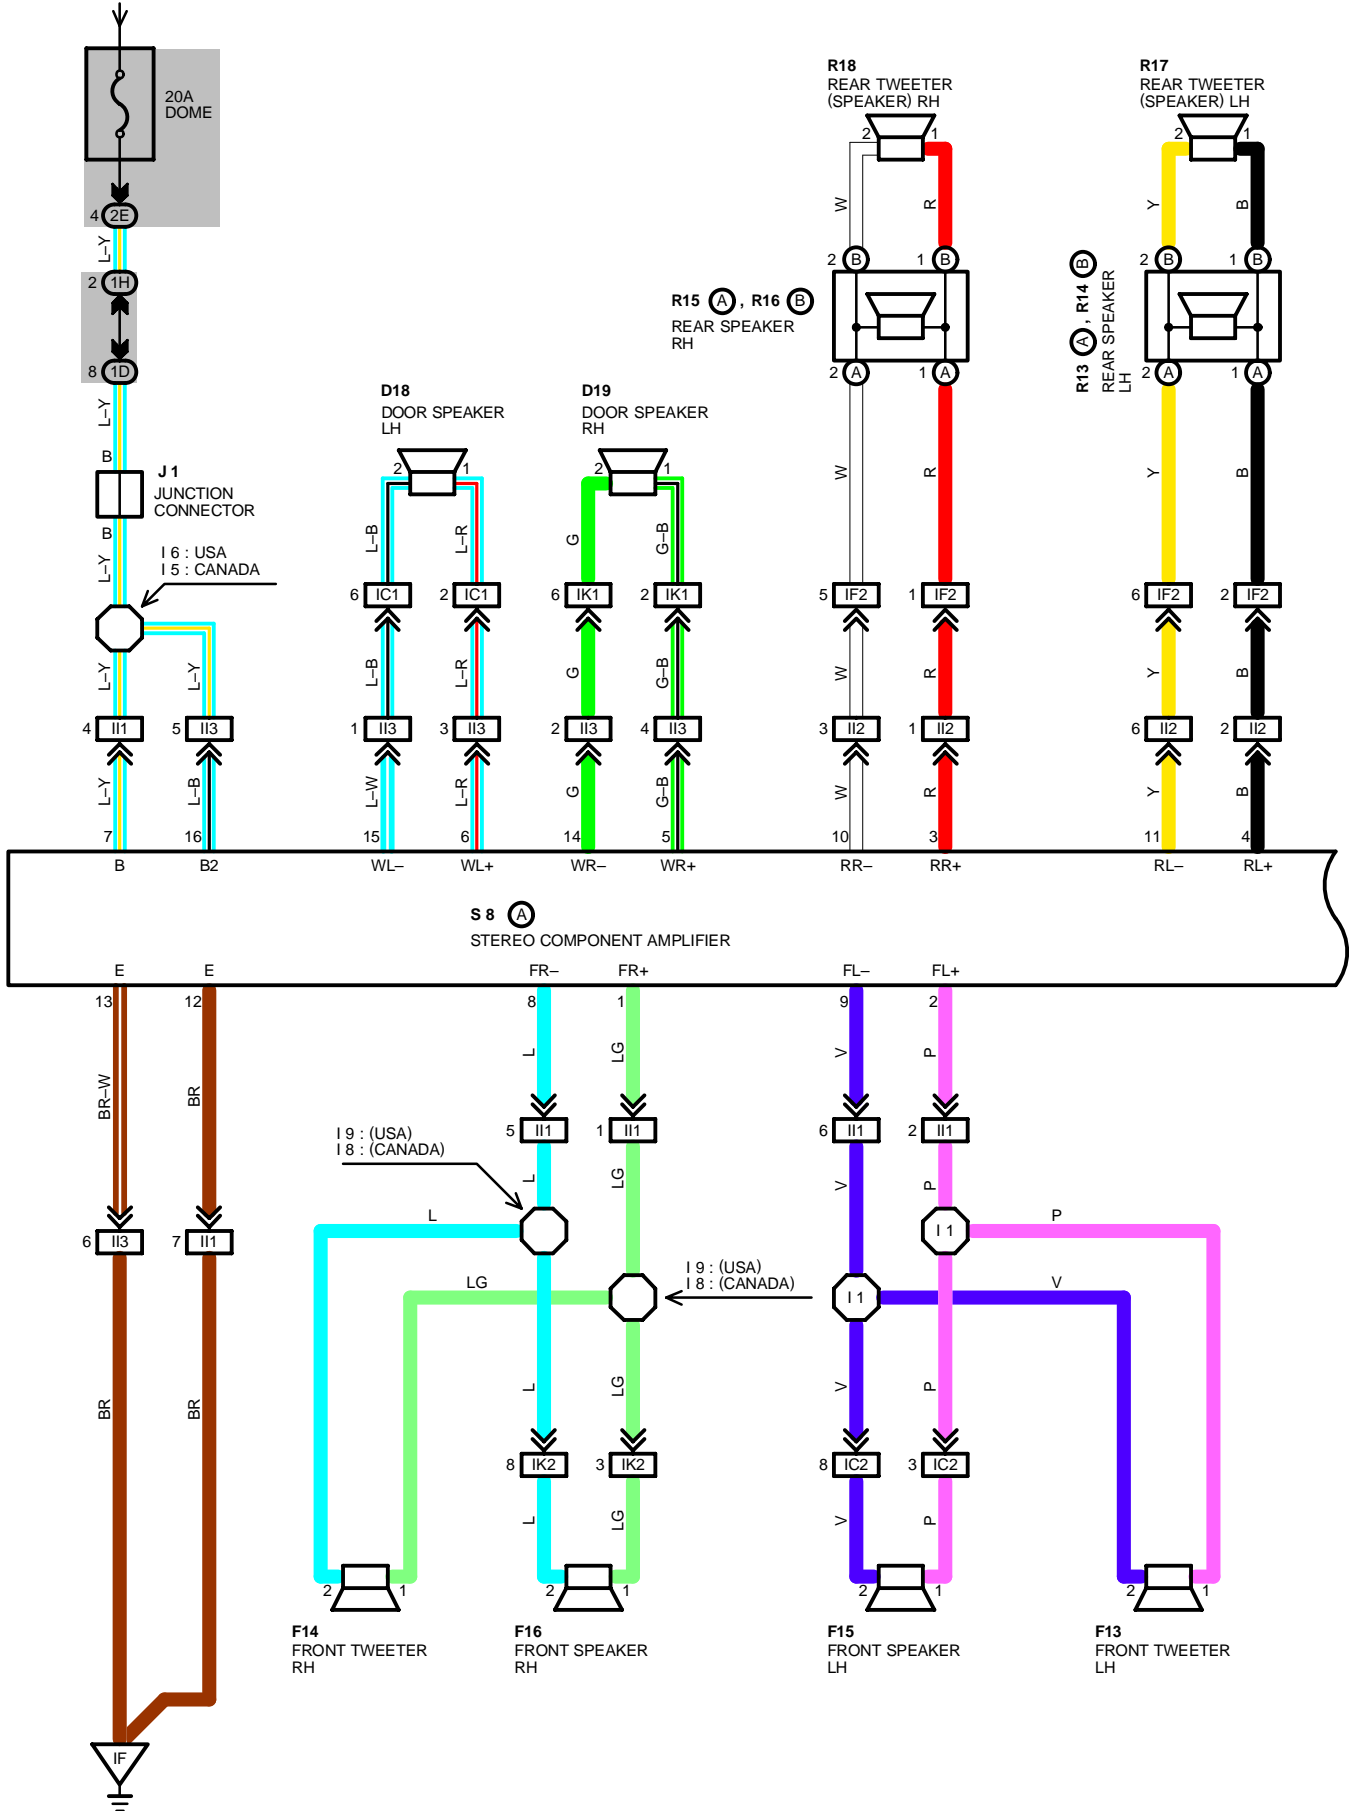 R18
REAR TWEETER
(SPEAKER) RH
R17
REAR TWEETER
(SPEAKER) LH
20A
DOME
2 1
2 1
4 2E
W R Y B
L–Y
2 B 1 B 2 B 1 B
2 1H
R15 A , R16 B
REAR SPEAKER
RH
R13 A , R14 B
REAR SPEAKER
LH
8 1D
2 A 1 A 2 A 1 A
D18
DOOR SPEAKER
LH
D19
DOOR SPEAKER
RH
L–Y
B
J 1
JUNCTION
CONNECTOR
B
2 1 2 1
W R Y B
L–Y
I 6 : USA
I 5 : CANADA
L–B L–R G G–B
6 IC1 2 IC1 6 IK1 2 IK1 5 IF2 1 IF2 6 IF2 2 IF2
L–Y L–Y L–B L–R G G–B W R Y B
4 II1 5 II3 1 II3 3 II3 2 II3 4 II3 3 II2 1 II2 6 II2 2 II2
L–Y L–B L–W L–R G G–B W R Y B
7 16 15 6 14 5 10 3 11 4
B B2 WL– WL+ WR– WR+ RR– RR+ RL– RL+
S 8 A
STEREO COMPONENT AMPLIFIER
E E FR– FR+ FL– FL+
13 12 8 1 9 2
BR–W BR L LG V P
5 II1 1 II1 6 II1 2 II1
I 9 : (USA)
I 8 : (CANADA)
L LG V P
L I 1 P
6 II3 7 II1
I 9 : (USA)
I 8 : (CANADA)
LG I 1 V
BR BR L LG V P
8 IK2 3 IK2 8 IC2 3 IC2
L LG V P
2 1 2 1 2 1 2 1
F14
FRONT TWEETER
RH
F16
FRONT SPEAKER
RH
F15
FRONT SPEAKER
LH
F13
FRONT TWEETER
LH
IF